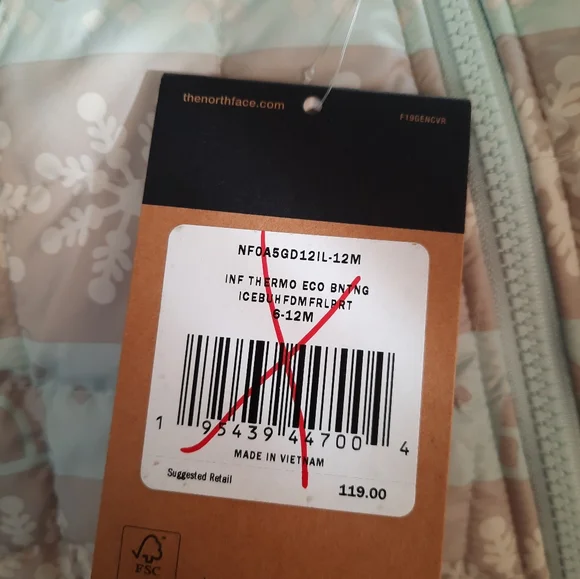 thenorthface.com
F19GENCVR
NF0A5GD12IL-12M
INF THERMO ECO BNTNG
ICEBUHFDMFRLPRT
6-12M
1 95439 44700 4
MADE IN VIETNAM
Suggested Retail
119.00
FSC